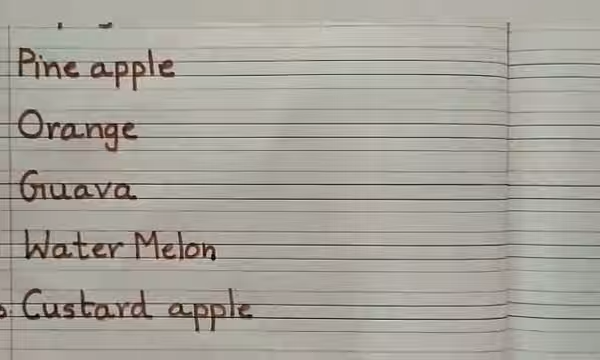 Pine apple
Orange
Guava
Water Melon
Custard apple